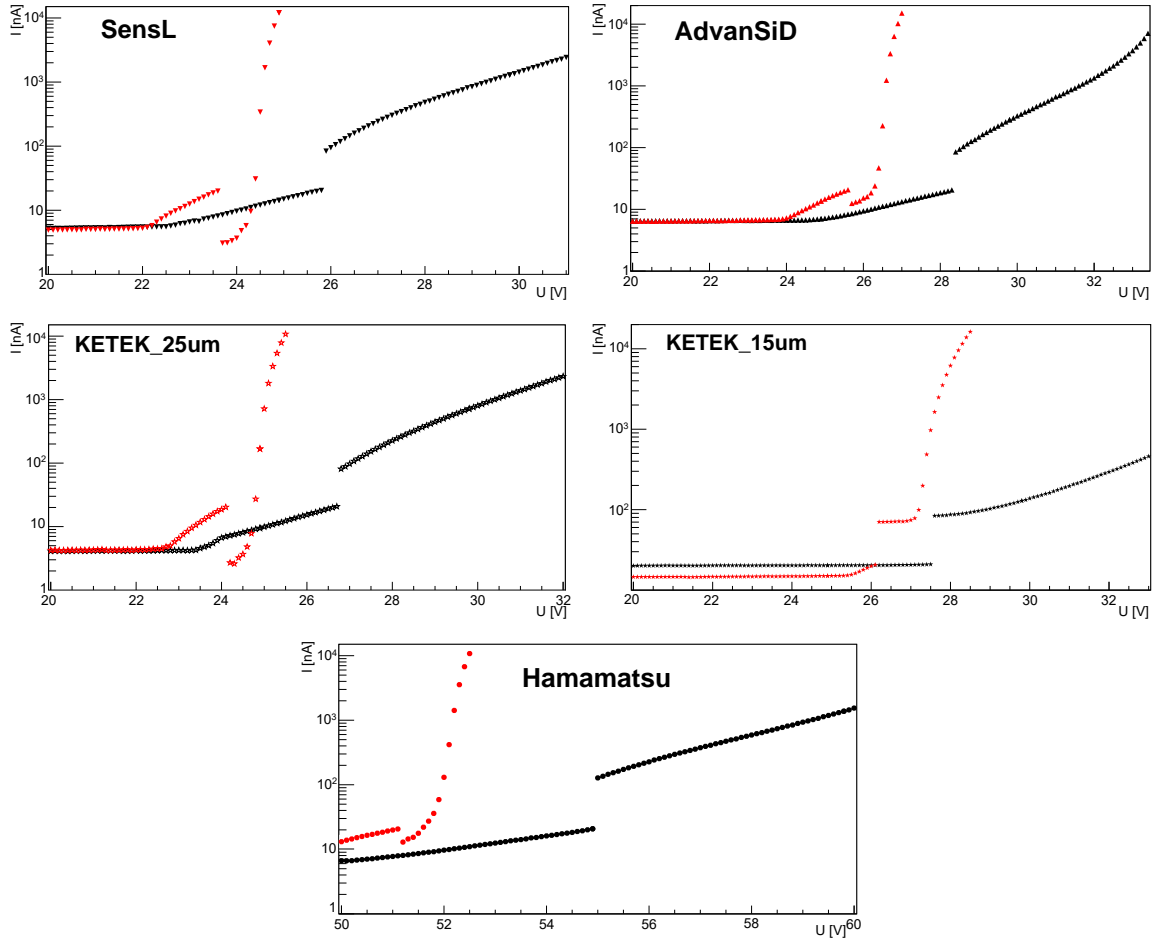 I [nA]
SensL
10⁴
10³
10²
10
1
20 22 24 26 28 30
U [V]
I [nA]
AdvanSiD
10⁴
10³
10²
10
1
20 22 24 26 28 30 32
U [V]
I [nA]
KETEK_25um
10⁴
10³
10²
10
1
20 22 24 26 28 30 32
U [V]
I [nA]
KETEK_15um
10⁴
10³
10²
20 22 24 26 28 30 32
U [V]
I [nA]
Hamamatsu
10⁴
10³
10²
10
1
50 52 54 56 58 60
U [V]